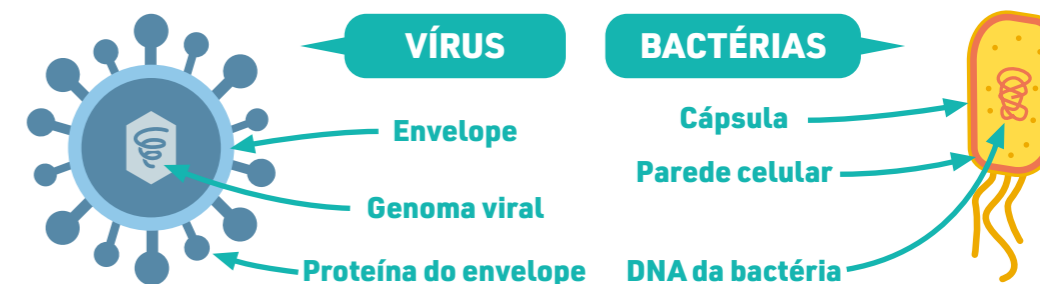 VÍRUS
Envelope
Genoma viral
Proteína do envelope
BACTÉRIAS
Cápsula
Parede celular
DNA da bactéria